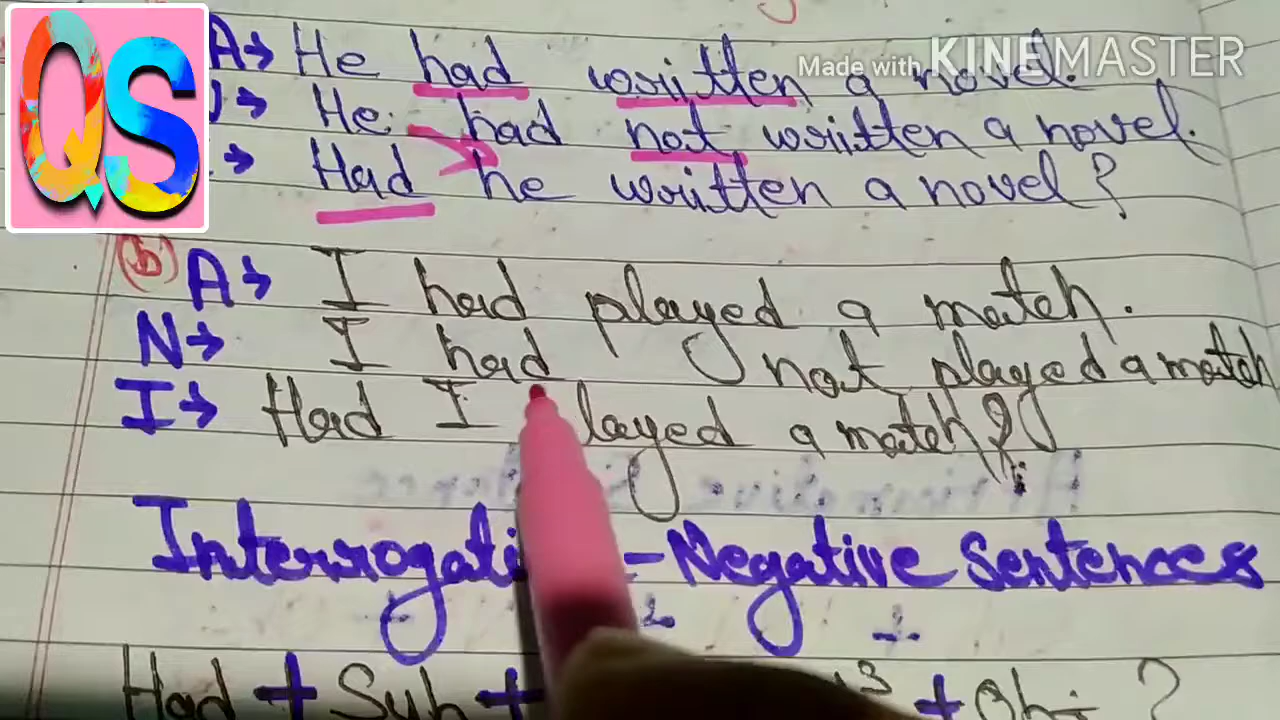 QS
Made with KINEMASTER
A→ He had written a novel.
→ He had not written a novel.
→ Had he written a novel?
(b) A→ I had played a match.
N→ I had not played a match
I→ Had I layed a match?
Interrogati - Negative Sentences
Had + Sub + + Obj ?